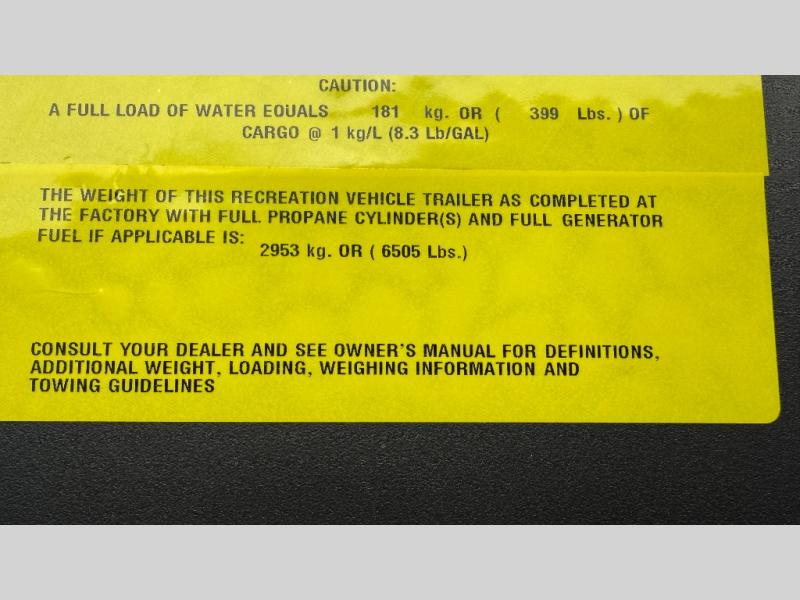 CAUTION:
A FULL LOAD OF WATER EQUALS 181 kg. OR ( 399 Lbs. ) OF
CARGO @ 1 kg/L (8.3 Lb/GAL)
THE WEIGHT OF THIS RECREATION VEHICLE TRAILER AS COMPLETED AT
THE FACTORY WITH FULL PROPANE CYLINDER(S) AND FULL GENERATOR
FUEL IF APPLICABLE IS:
2953 kg. OR ( 6505 Lbs.)
CONSULT YOUR DEALER AND SEE OWNER'S MANUAL FOR DEFINITIONS,
ADDITIONAL WEIGHT, LOADING, WEIGHING INFORMATION AND
TOWING GUIDELINES